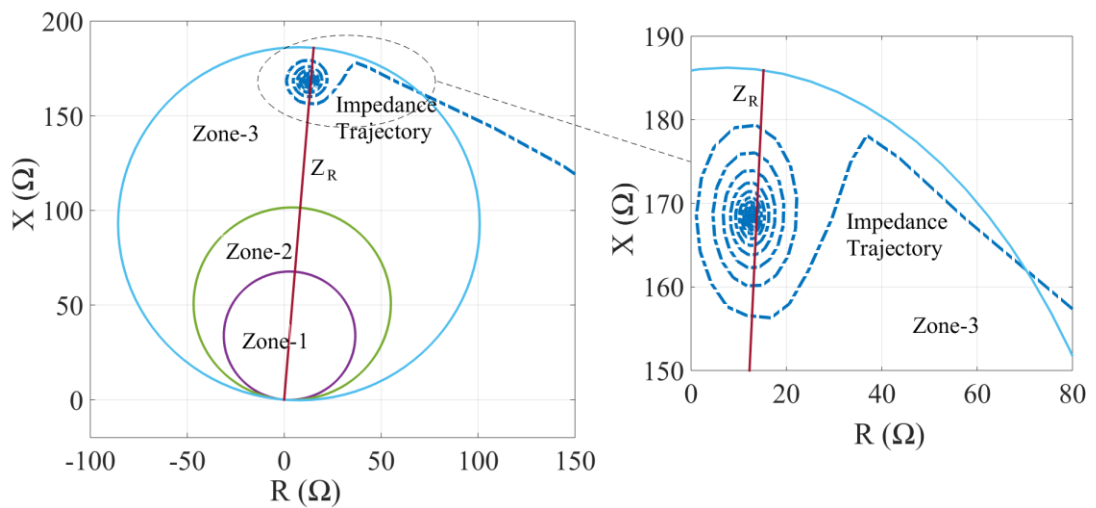 200
150
100
50
0
-100
-50
0
50
100
150
X (Ω)
R (Ω)
Zone-3
Impedance
Trajectory
Z_R
Zone-2
Zone-1
190
180
170
160
150
0
20
40
60
80
X (Ω)
R (Ω)
Z_R
Impedance
Trajectory
Zone-3